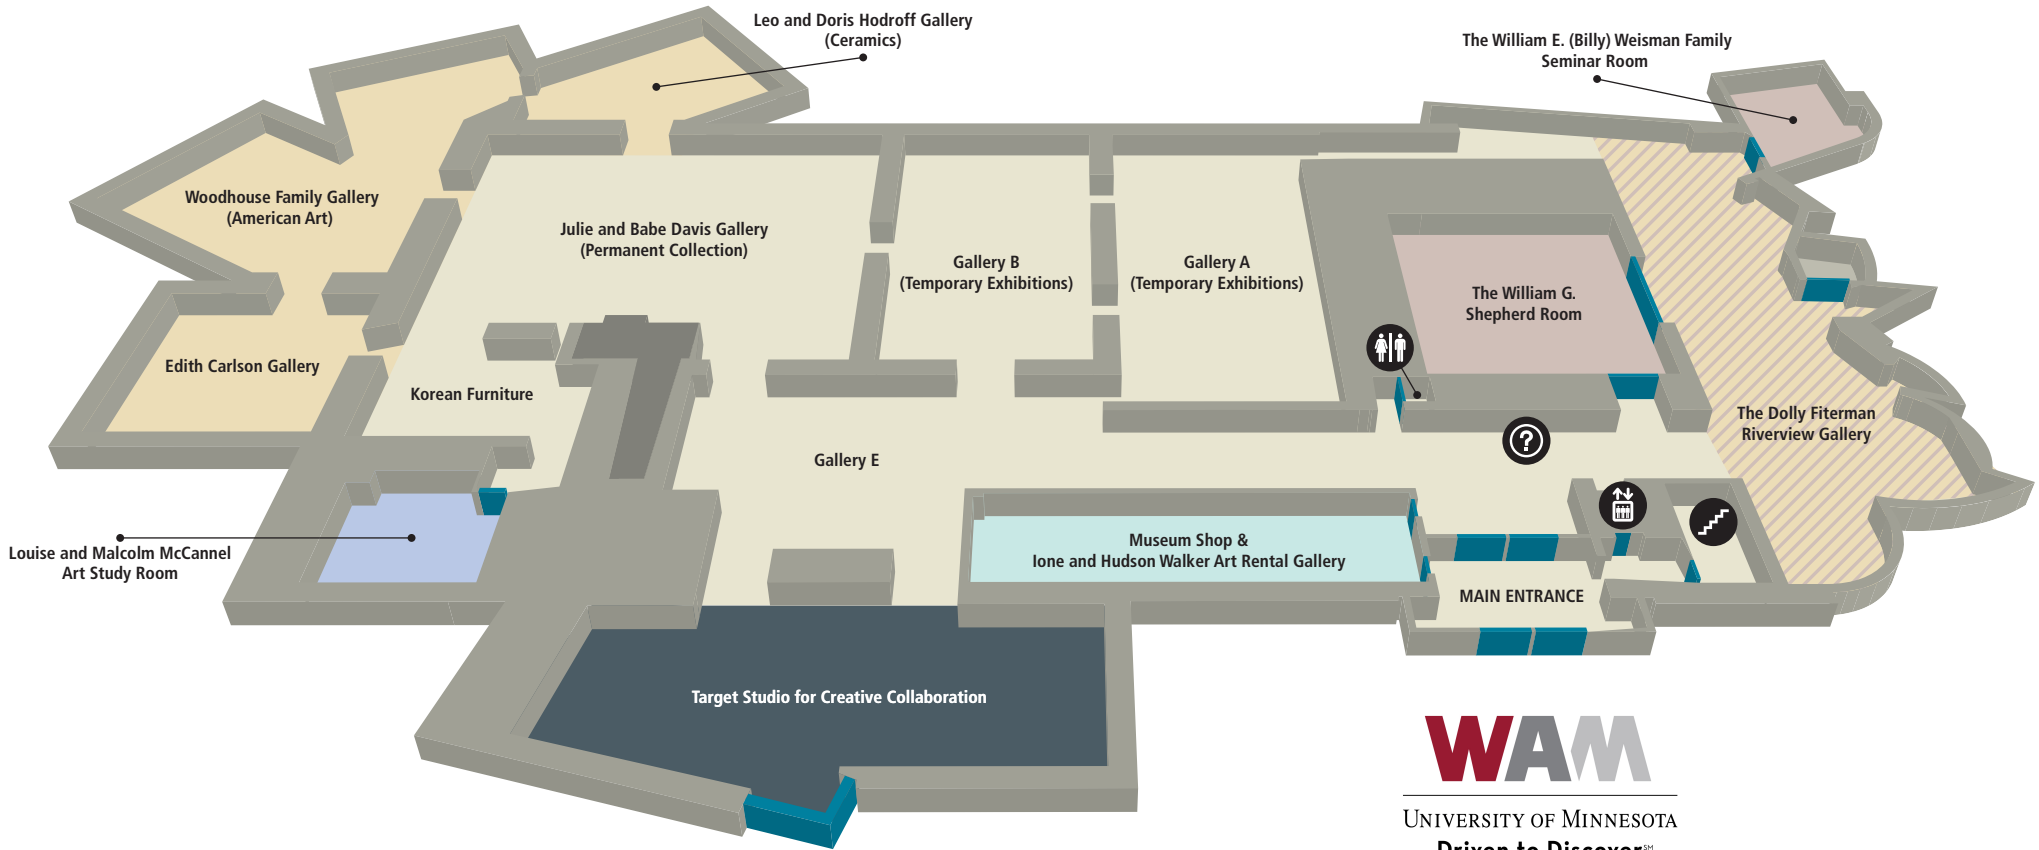 Leo and Doris Hodroff Gallery
(Ceramics)
The William E. (Billy) Weisman Family
Seminar Room
Woodhouse Family Gallery
(American Art)
Julie and Babe Davis Gallery
(Permanent Collection)
Gallery B
(Temporary Exhibitions)
Gallery A
(Temporary Exhibitions)
The William G.
Shepherd Room
Edith Carlson Gallery
Korean Furniture
The Dolly Fiterman
Riverview Gallery
?
Gallery E
Louise and Malcolm McCannel
Art Study Room
Museum Shop &
Ione and Hudson Walker Art Rental Gallery
MAIN ENTRANCE
Target Studio for Creative Collaboration
WAM
UNIVERSITY OF MINNESOTA
Driven to Discover℠